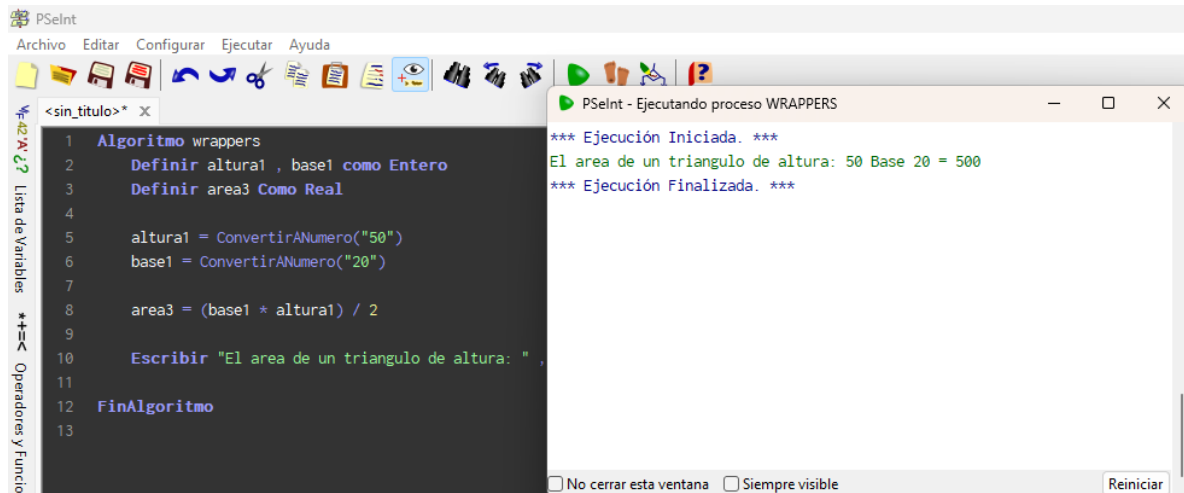 PSeInt
Archivo Editar Configurar Ejecutar Ayuda
<sin_titulo>* X
42 'A' ¿? Lista de Variables
*+=< Operadores y Funcio
1 Algoritmo wrappers
2 Definir altura1 , base1 como Entero
3 Definir area3 Como Real
4
5 altura1 = ConvertirANumero("50")
6 base1 = ConvertirANumero("20")
7
8 area3 = (base1 * altura1) / 2
9
10 Escribir "El area de un triangulo de altura: " ,
11
12 FinAlgoritmo
13
PSeInt - Ejecutando proceso WRAPPERS
*** Ejecución Iniciada. ***
El area de un triangulo de altura: 50 Base 20 = 500
*** Ejecución Finalizada. ***
No cerrar esta ventana Siempre visible Reiniciar